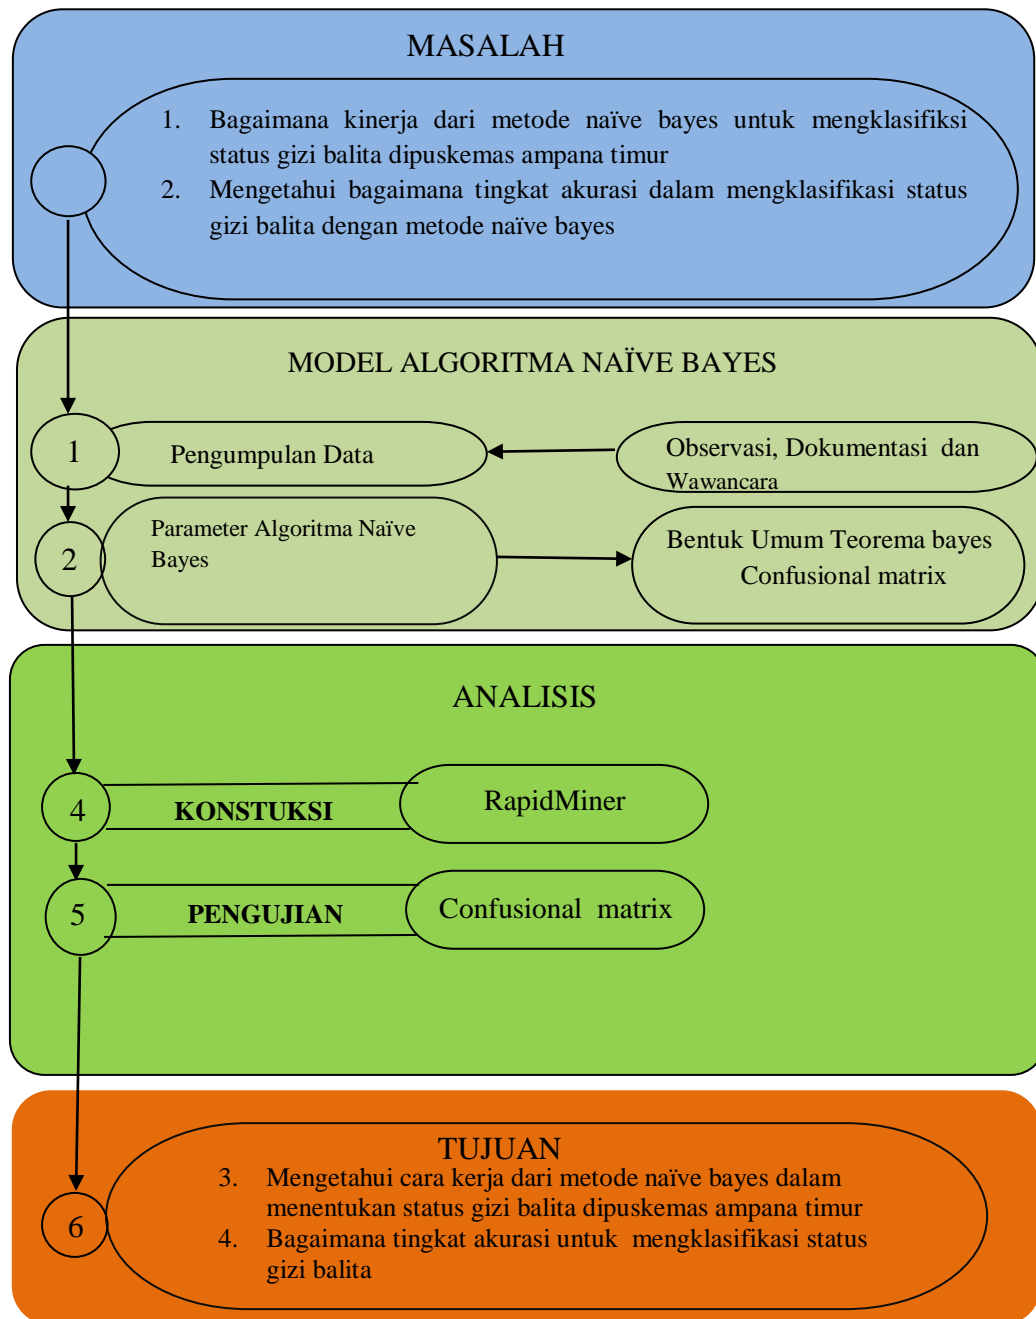 MASALAH
1. Bagaimana kinerja dari metode naïve bayes untuk mengklasifiksi
status gizi balita dipuskemas ampana timur
2. Mengetahui bagaimana tingkat akurasi dalam mengklasifikasi status
gizi balita dengan metode naïve bayes
MODEL ALGORITMA NAÏVE BAYES
1
Pengumpulan Data
Observasi, Dokumentasi dan
Wawancara
2
Parameter Algoritma Naïve
Bayes
Bentuk Umum Teorema bayes
Confusional matrix
ANALISIS
4
KONSTUKSI
RapidMiner
5
PENGUJIAN
Confusional matrix
TUJUAN
3. Mengetahui cara kerja dari metode naïve bayes dalam
menentukan status gizi balita dipuskemas ampana timur
4. Bagaimana tingkat akurasi untuk mengklasifikasi status
gizi balita
6